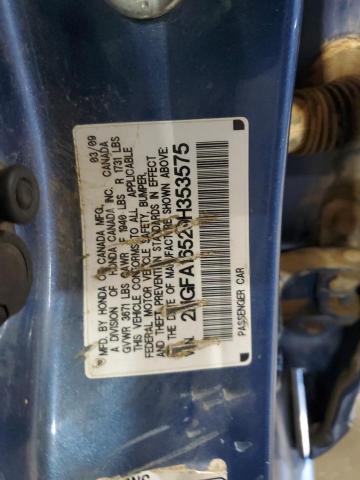 MFD. BY HONDA OF CANADA MFG. 03/09
A DIVISION OF HONDA CANADA INC. CANADA
GVWR 3671 LBS GAWR F 1940 LBS R 1731 LBS
THIS VEHICLE CONFORMS TO ALL APPLICABLE
FEDERAL MOTOR VEHICLE SAFETY, BUMPER,
AND THEFT PREVENTION STANDARDS IN EFFECT
ON THE DATE OF MANUFACTURE SHOWN ABOVE.
VIN:
PASSENGER CAR